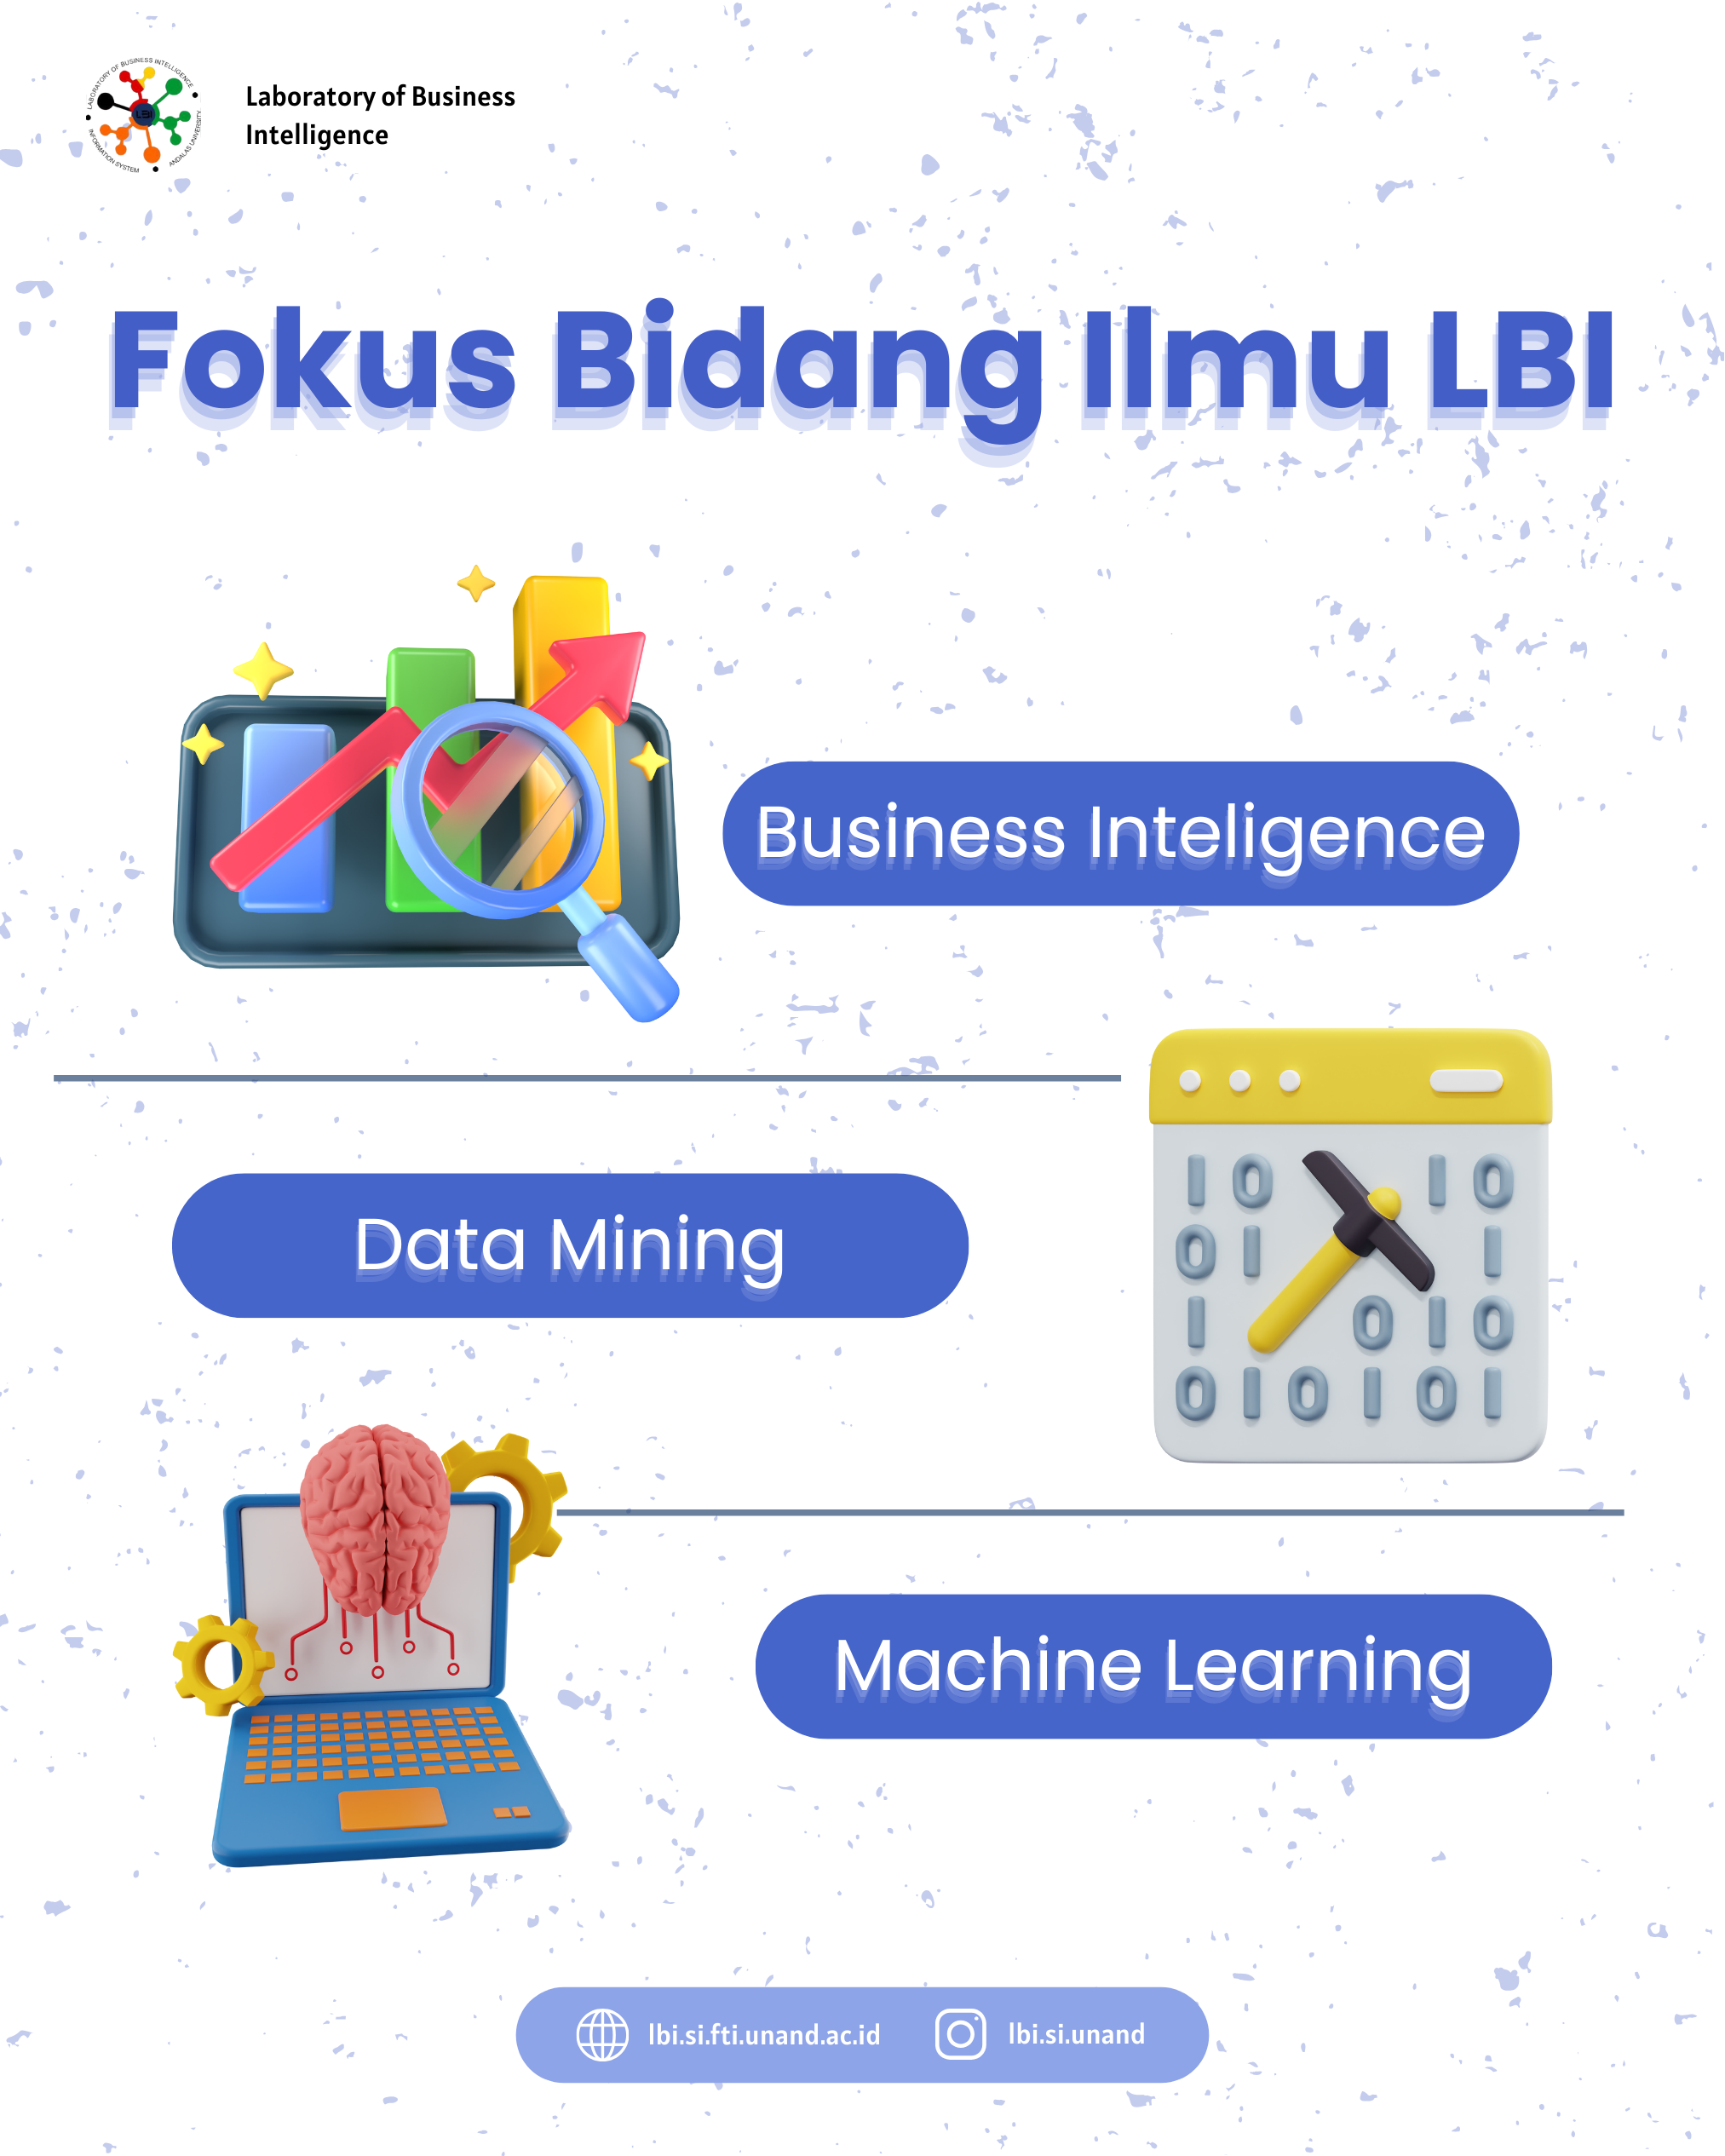 LABORATORY OF BUSINESS INTELLIGENCE
INFORMATION SYSTEM
ANDALAS UNIVERSITY
LBI
Laboratory of Business
Intelligence
Fokus Bidang Ilmu LBI
Business Inteligence
I 0 I 0
0 I I
I 0 I 0
0 I 0 I 0 I
Data Mining
Machine Learning
lbi.si.fti.unand.ac.id
lbi.si.unand